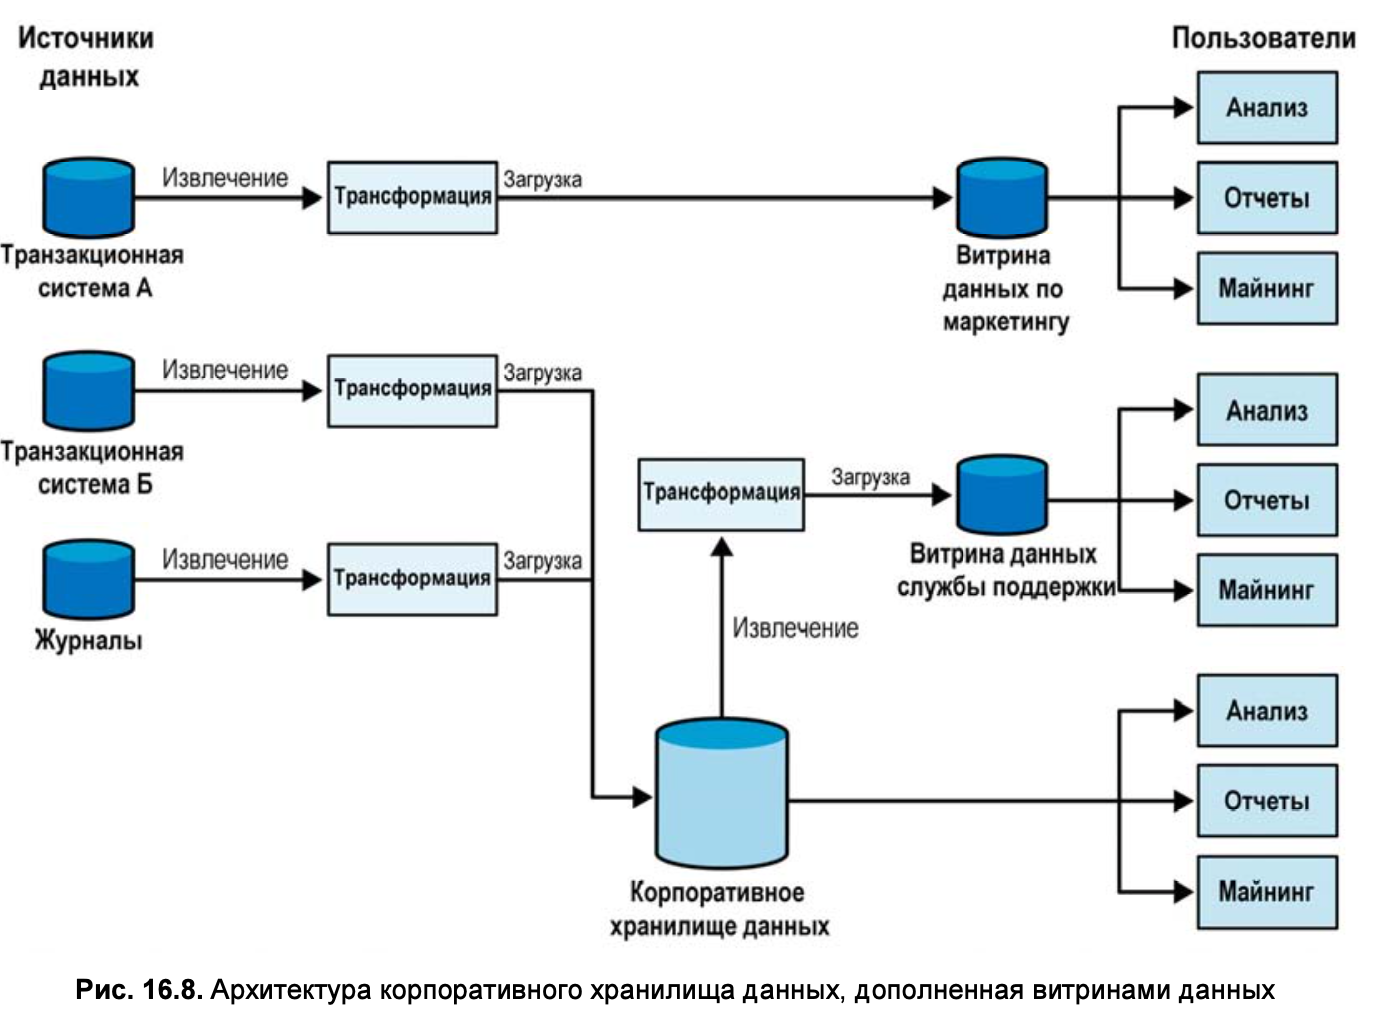 Источники
данных
Пользователи
Анализ
Извлечение
Трансформация
Загрузка
Отчеты
Транзакционная
система А
Витрина
данных по
маркетингу
Майнинг
Извлечение
Трансформация
Загрузка
Транзакционная
система Б
Анализ
Трансформация
Загрузка
Отчеты
Извлечение
Трансформация
Загрузка
Журналы
Витрина данных
службы поддержки
Майнинг
Извлечение
Анализ
Отчеты
Майнинг
Корпоративное
хранилище данных
Рис. 16.8. Архитектура корпоративного хранилища данных, дополненная витринами данных